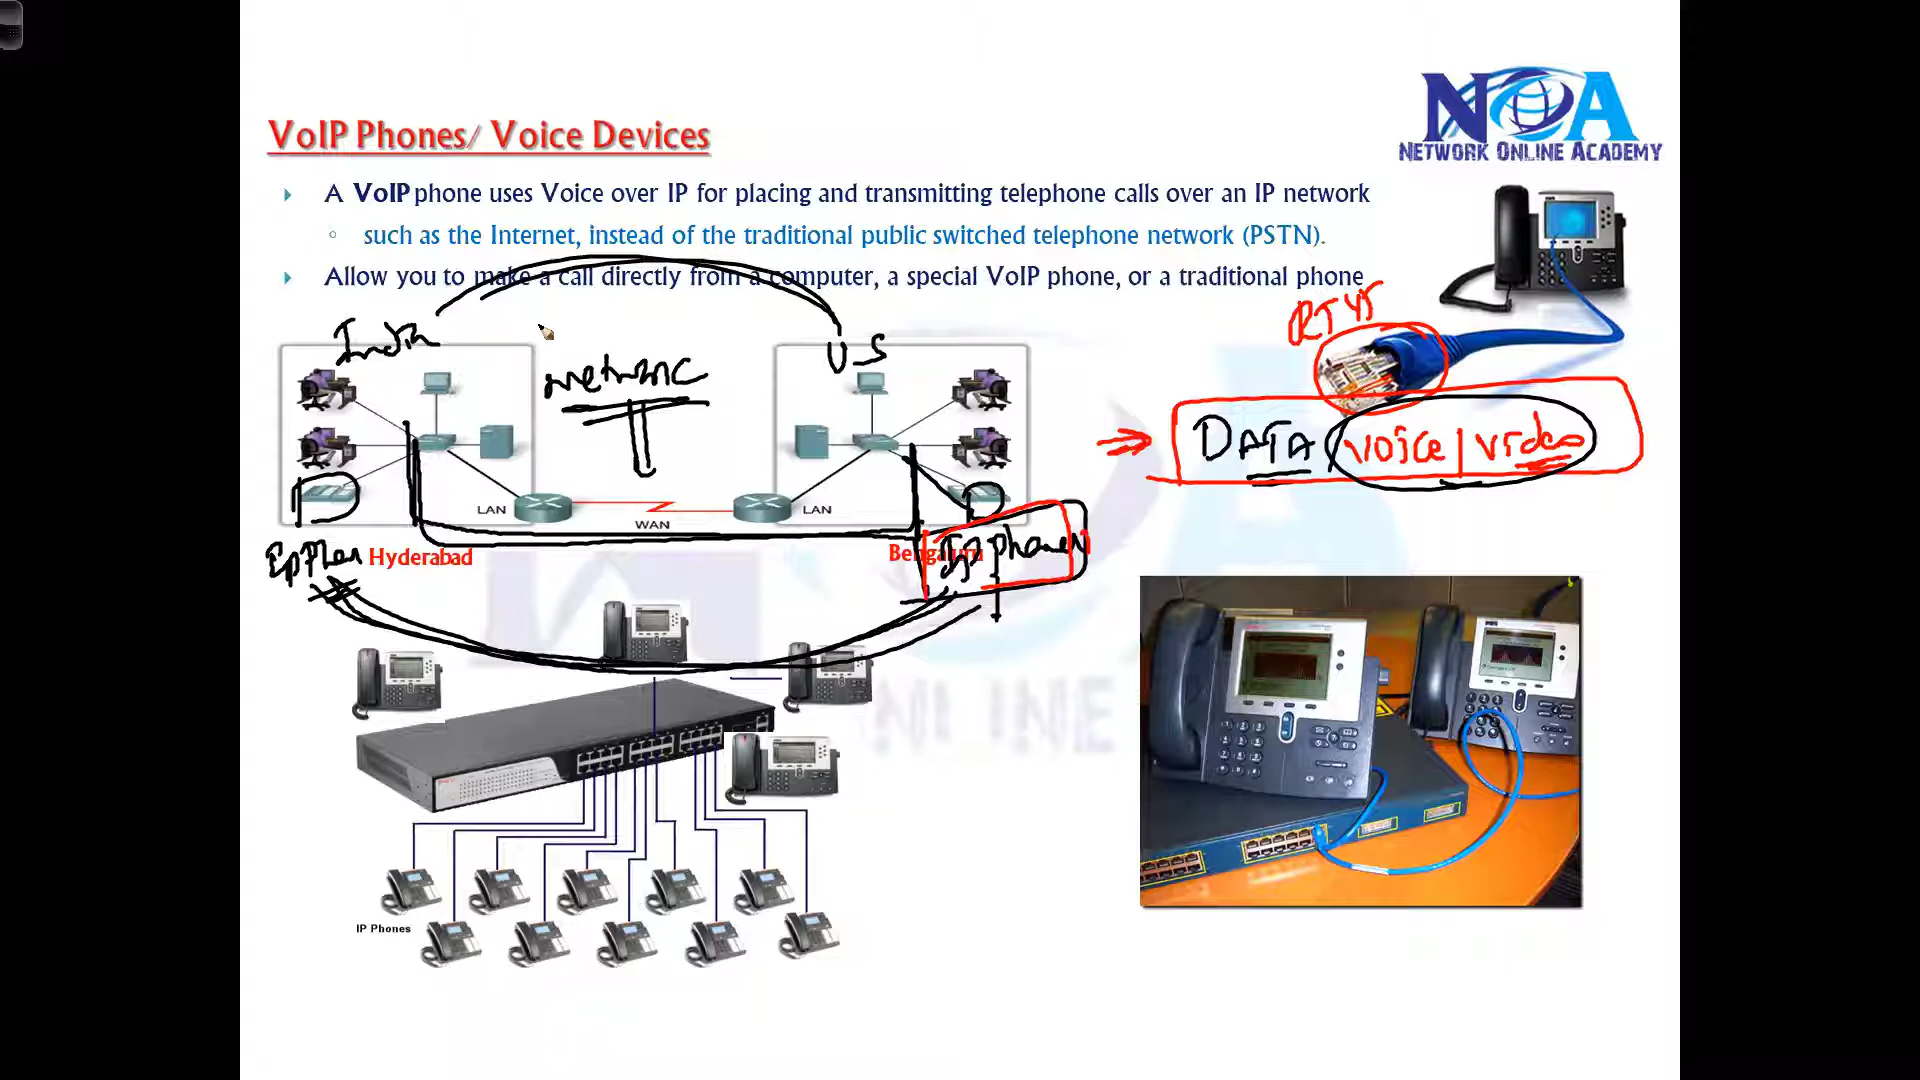 NOA
NETWORK ONLINE ACADEMY
VoIP Phones/ Voice Devices
A VoIP phone uses Voice over IP for placing and transmitting telephone calls over an IP network
such as the Internet, instead of the traditional public switched telephone network (PSTN).
Allow you to make a call directly from a computer, a special VoIP phone, or a traditional phone
RJ45
India
US
DATA voice | video
LAN
WAN
LAN
Hyderabad
Bengaluru
IP phone
IP Phones
NLINE